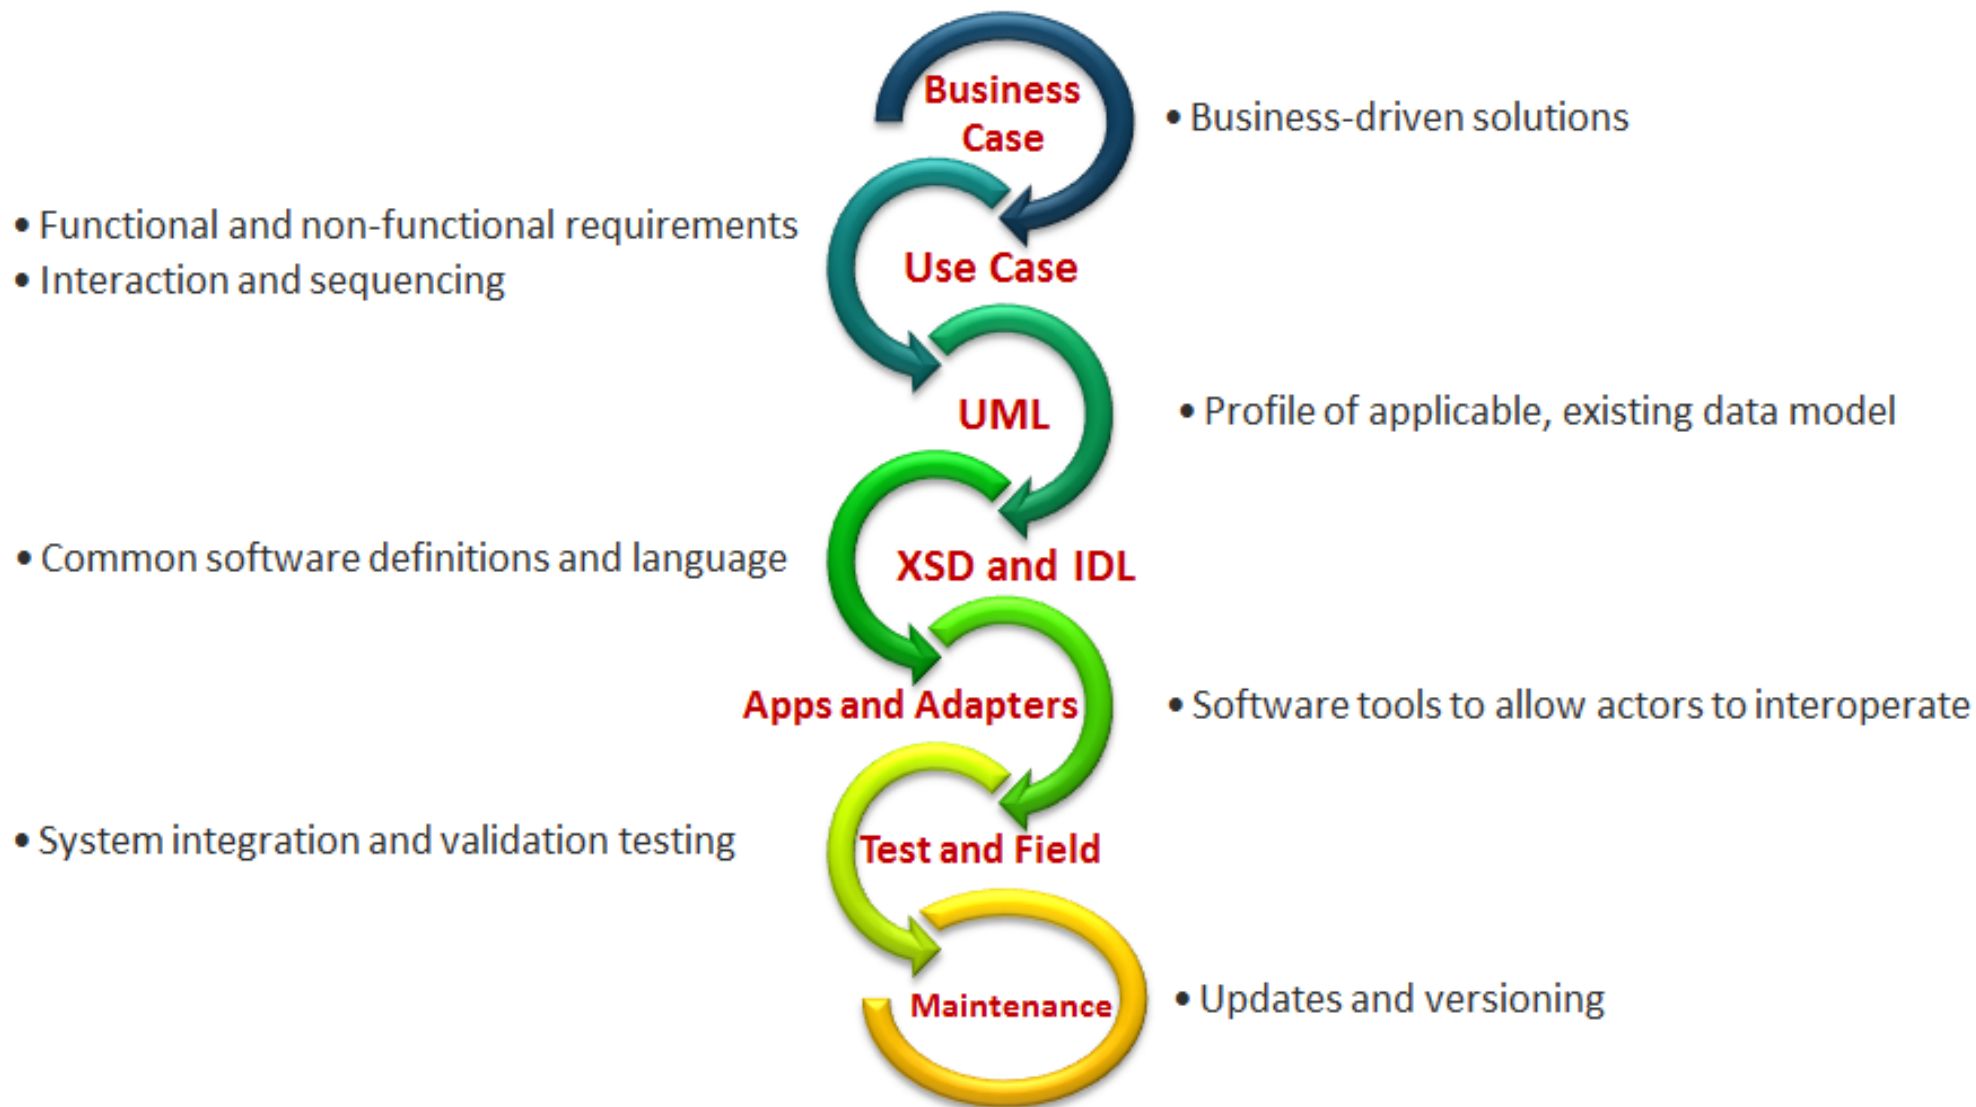 Business
Case
• Business-driven solutions
• Functional and non-functional requirements
• Interaction and sequencing
Use Case
UML
• Profile of applicable, existing data model
• Common software definitions and language
XSD and IDL
Apps and Adapters
• Software tools to allow actors to interoperate
• System integration and validation testing
Test and Field
Maintenance
• Updates and versioning